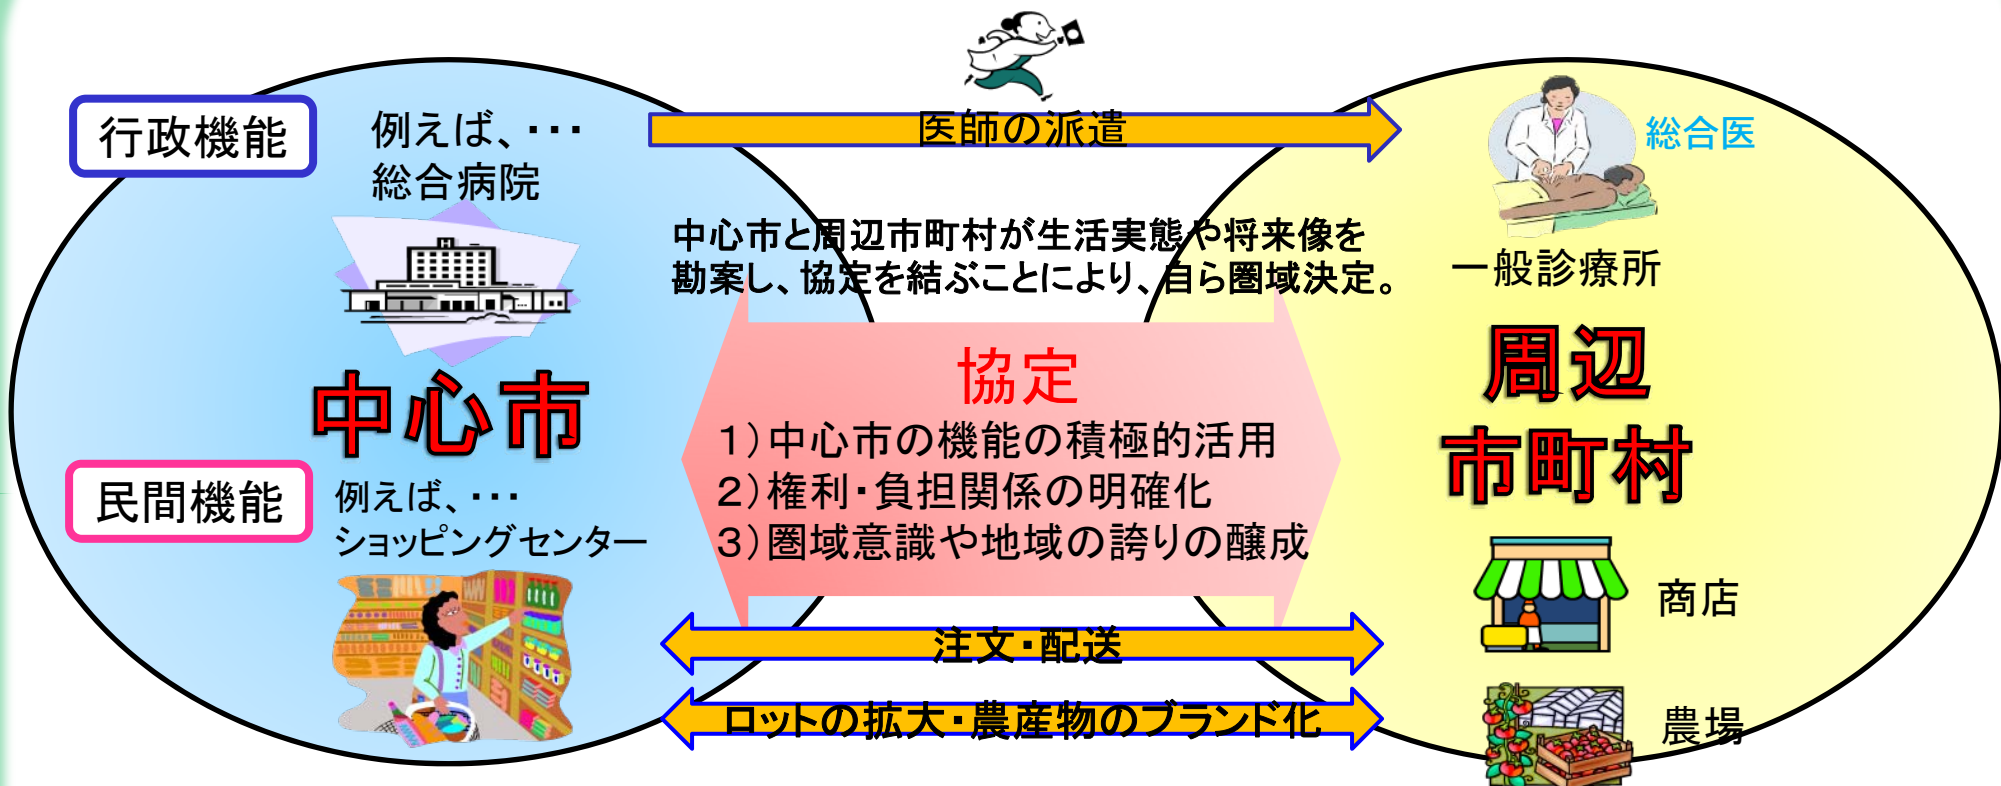 行政機能
例えば、・・・
総合病院
医師の派遣
総合医
一般診療所
中心市と周辺市町村が生活実態や将来像を
勘案し、協定を結ぶことにより、自ら圏域決定。
中心市
協定
1)中心市の機能の積極的活用
2)権利・負担関係の明確化
3)圏域意識や地域の誇りの醸成
周辺
市町村
民間機能
例えば、・・・
ショッピングセンター
商店
注文・配送
ロットの拡大・農産物のブランド化
農場